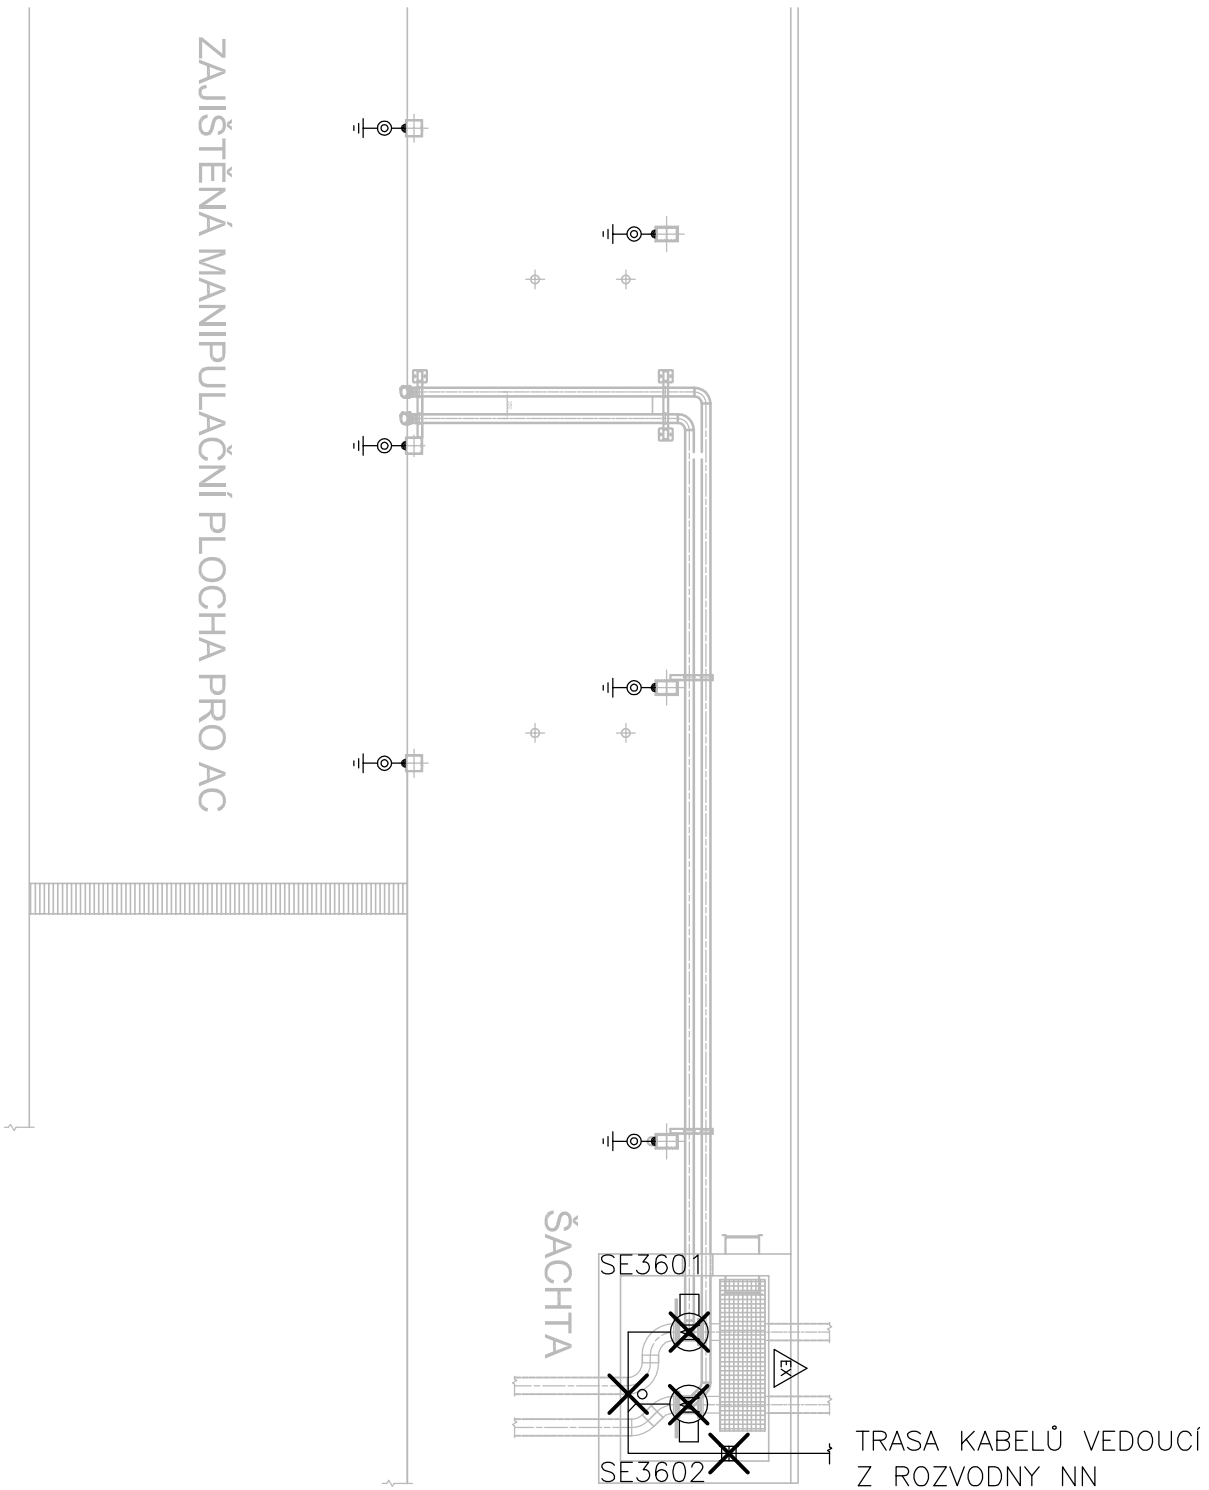 ZAJIŠTĚNÁ MANIPULAČNÍ PLOCHA PRO AC
ŠACHTA
SE3601
EX
SE3602
TRASA KABELŮ VEDOUCÍ
Z ROZVODNY NN